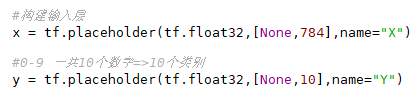 #构建输入层
x = tf.placeholder(tf.float32,[None,784],name="X")
#0-9 一共10个数字=>10个类别
y = tf.placeholder(tf.float32,[None,10],name="Y")